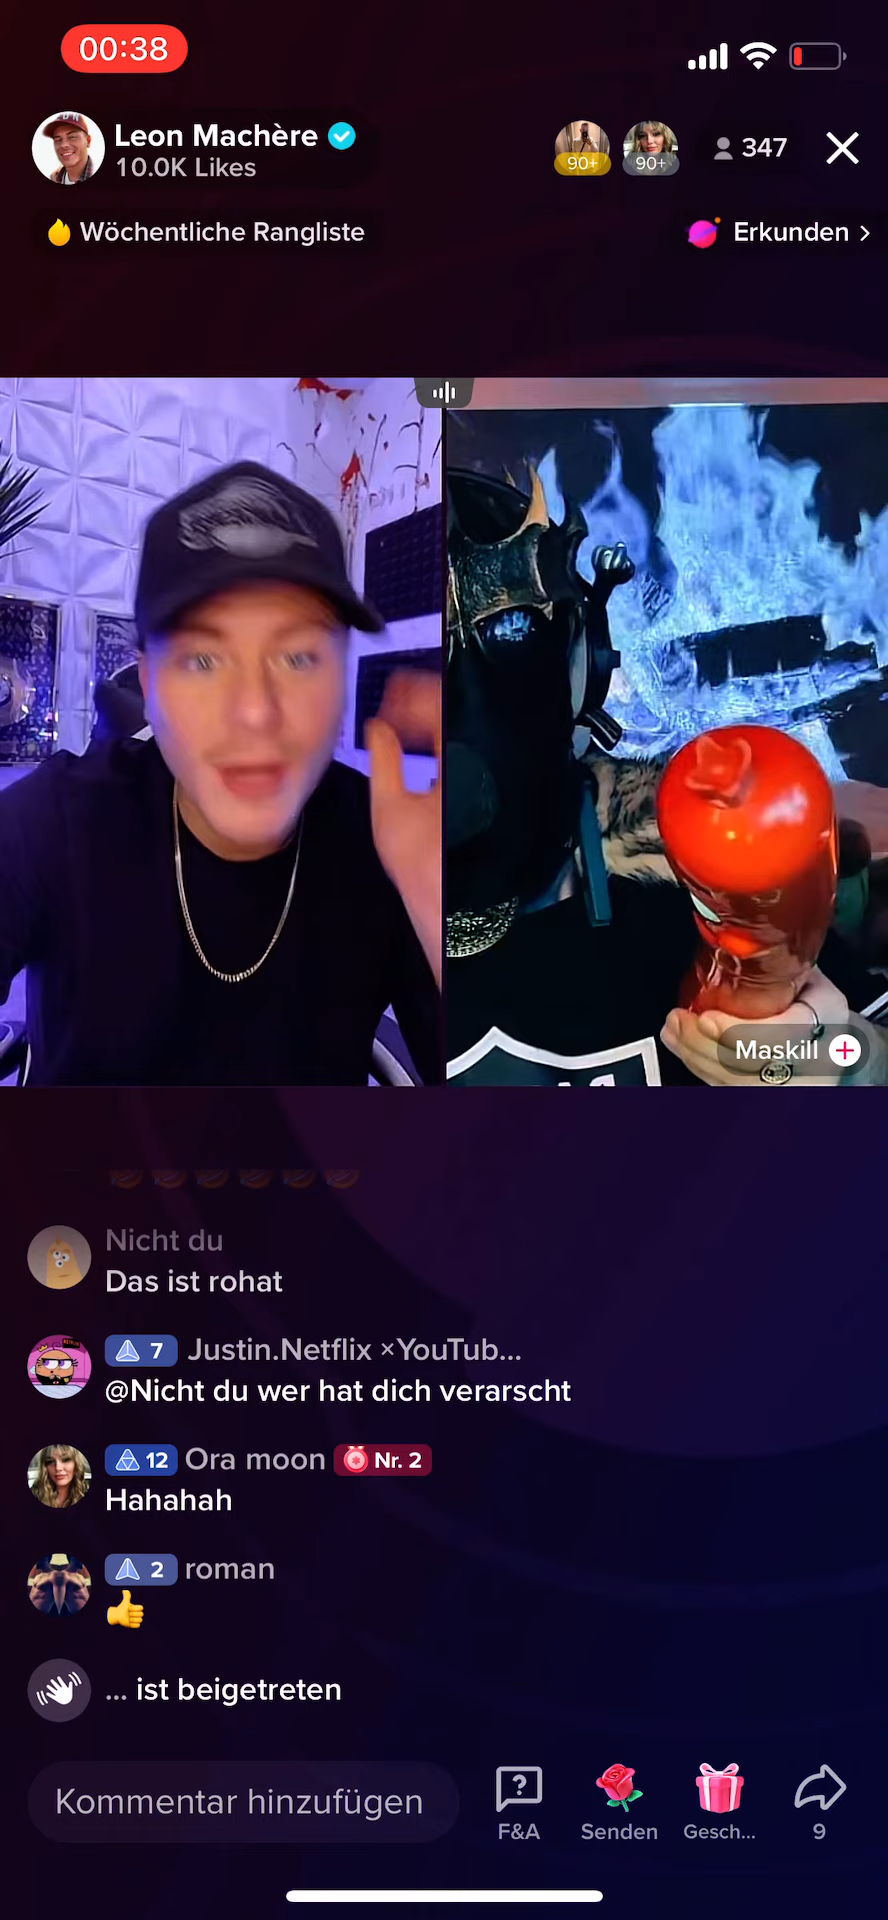 00:38
Leon Machère
10.0K Likes
90+
90+
347
Wöchentliche Rangliste
Erkunden >
Maskill
Nicht du
Das ist rohat
7 Justin.Netflix ×YouTub...
@Nicht du wer hat dich verarscht
12 Ora moon Nr. 2
Hahahah
2 roman
... ist beigetreten
Kommentar hinzufügen
F&A
Senden
Gesch...
9